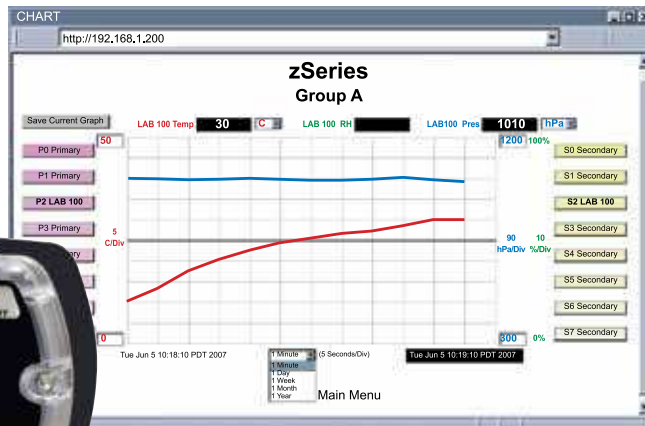 CHART
http://192.168.1.200
zSeries
Group A
Save Current Graph
LAB 100 Temp 30 C LAB 100 RH LAB100 Pres 1010 hPa
50 1200 100%
P0 Primary S0 Secondary
P1 Primary S1 Secondary
P2 LAB 100 S2 LAB 100
P3 Primary S3 Secondary
5 C/Div 90 hPa/Div 10 %/Div
S4 Secondary
S5 Secondary
S6 Secondary
0 300 0% S7 Secondary
Tue Jun 5 10:18:10 PDT 2007 1 Minute (5 Seconds/Div) Tue Jun 5 10:19:10 PDT 2007
1 Minute
1 Day
1 Week
1 Month
1 Year
Main Menu